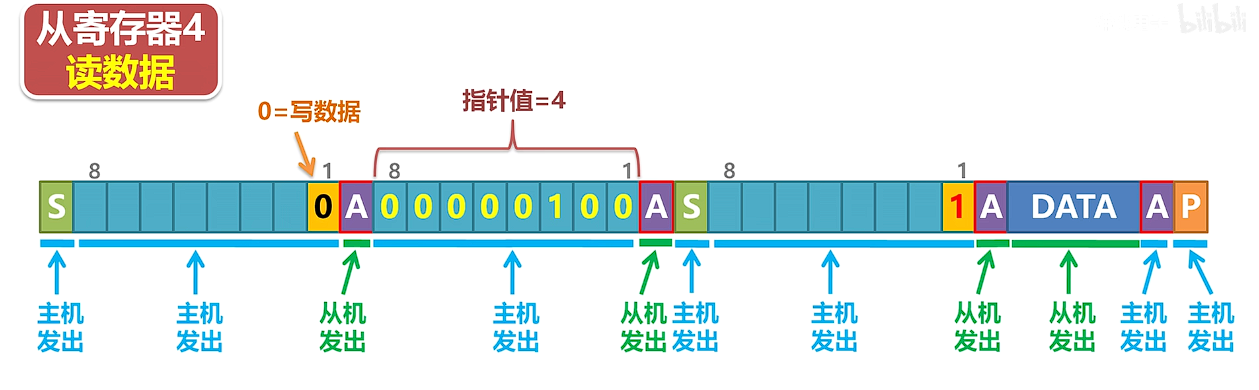 从寄存器4
读数据
bilibili
0=写数据
指针值=4
8 1 8 1 8 1
S 0 A 0 0 0 0 0 1 0 0 A S 1 A DATA A P
主机 主机 从机 主机 从机 主机 主机 从机 从机 主机 主机
发出 发出 发出 发出 发出 发出 发出 发出 发出 发出 发出